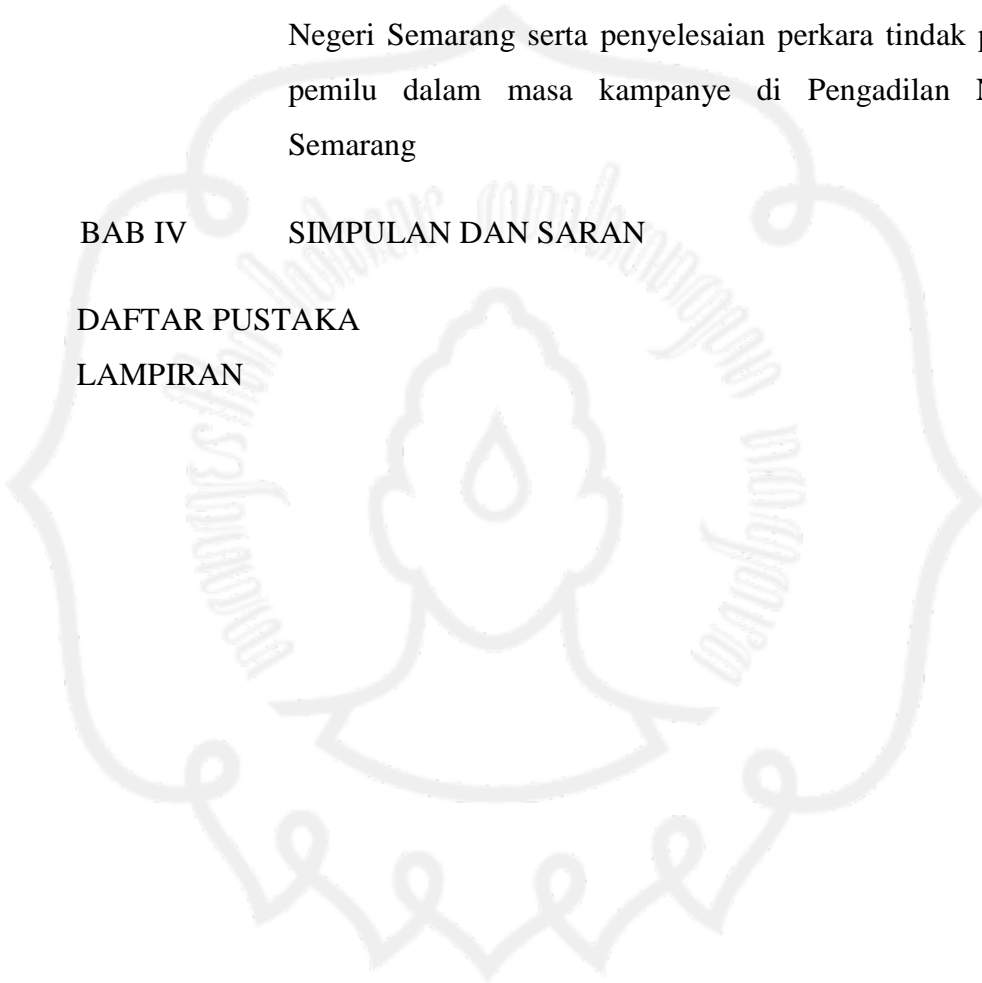 Negeri Semarang serta penyelesaian perkara tindak p
pemilu dalam masa kampanye di Pengadilan N
Semarang
BAB IV SIMPULAN DAN SARAN
DAFTAR PUSTAKA
LAMPIRAN